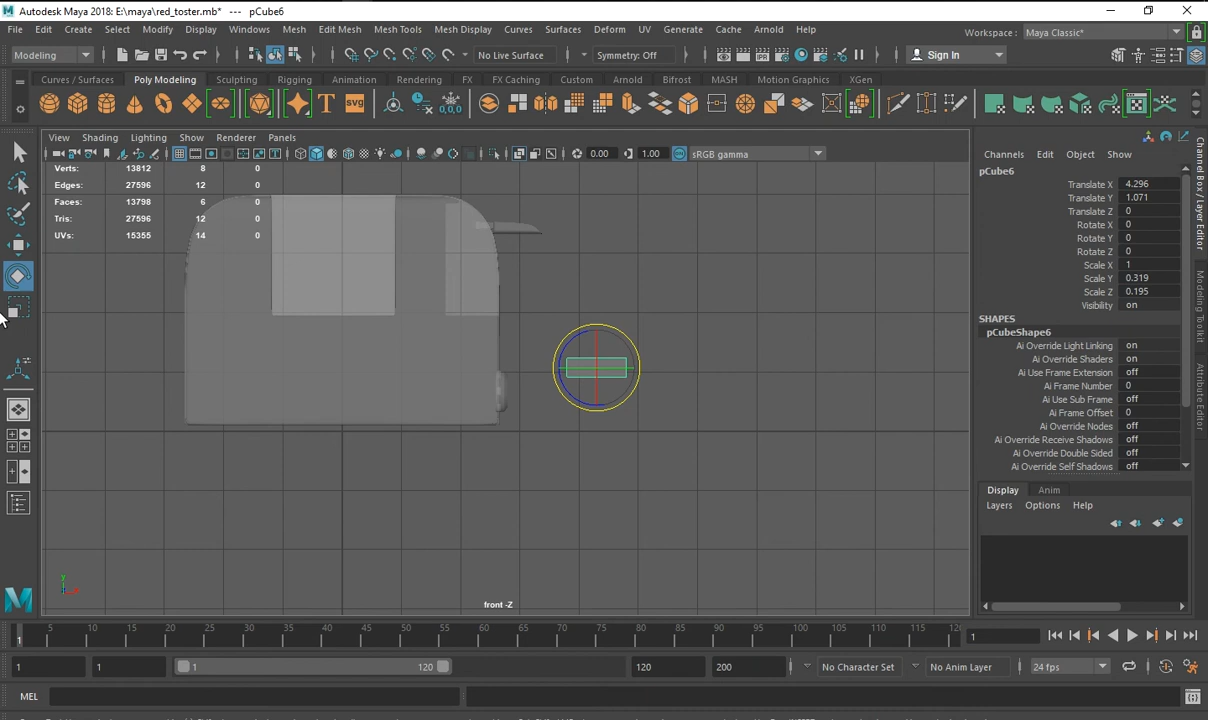 Autodesk Maya 2018: E:\maya\red_toster.mb*   ---   pCube6
File Edit Create Select Modify Display Windows Mesh Edit Mesh Mesh Tools Mesh Display Curves Surfaces Deform UV Generate Cache Arnold Help Workspace : Maya Classic*
Modeling No Live Surface Symmetry: Off Sign In
Curves / Surfaces Poly Modeling Sculpting Rigging Animation Rendering FX FX Caching Custom Arnold Bifrost MASH Motion Graphics XGen
T SVG 0,0,0
View Shading Lighting Show Renderer Panels
0.00 1.00 sRGB gamma
Verts: 13812 8 0
Edges: 27596 12 0
Faces: 13798 6 0
Tris: 27596 12 0
UVs: 15355 14 0
y
front -Z
Channels Edit Object Show
pCube6
Translate X 4.296
Translate Y 1.071
Translate Z 0
Rotate X 0
Rotate Y 0
Rotate Z 0
Scale X 1
Scale Y 0.319
Scale Z 0.195
Visibility on
SHAPES
pCubeShape6
Ai Override Light Linking on
Ai Override Shaders on
Ai Use Frame Extension off
Ai Frame Number 0
Ai Use Sub Frame off
Ai Frame Offset 0
Ai Override Nodes off
Ai Override Receive Shadows off
Ai Override Double Sided off
Ai Override Self Shadows off
Display Anim
Layers Options Help
Channel Box / Layer Editor
Modeling Toolkit
Attribute Editor
5 10 15 20 25 30 35 40 45 50 55 60 65 70 75 80 85 90 95 100 105 110 115
1 1
1 1 1 120 120 200 No Character Set No Anim Layer 24 fps
MEL